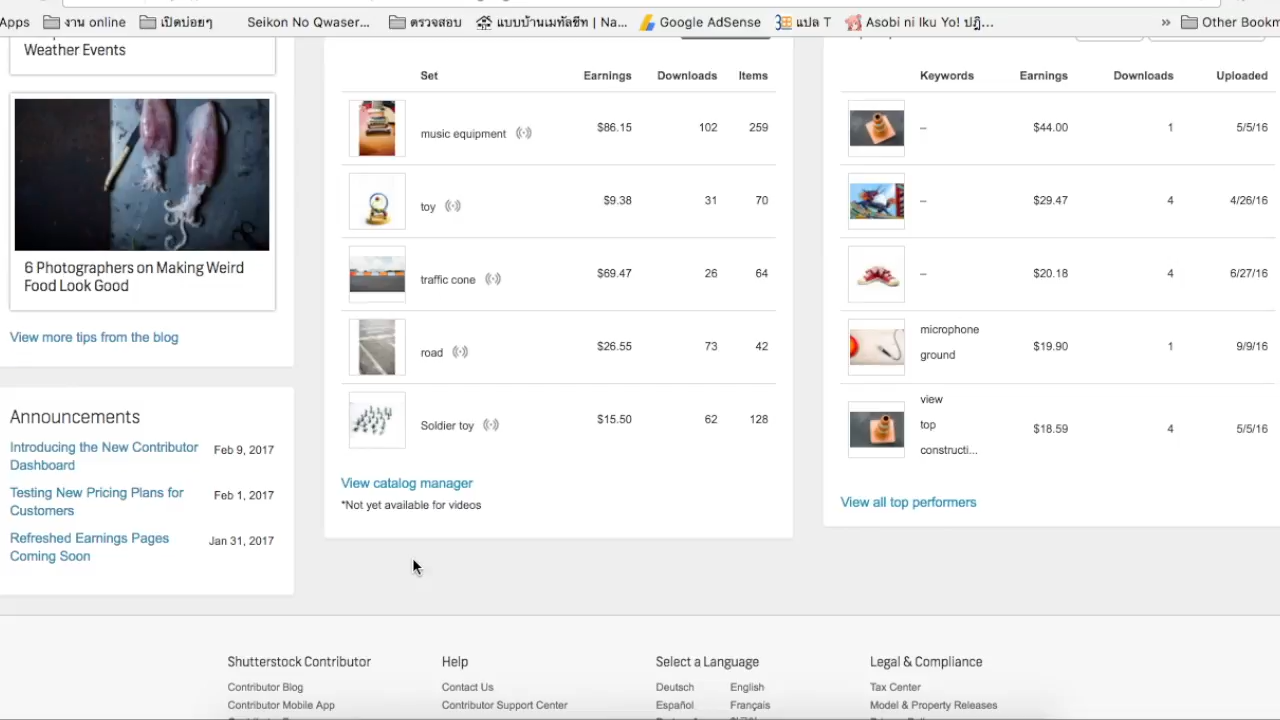 Apps งาน online เปิดบ่อยๆ Seikon No Qwaser... ตรวจสอบ แบบบ้านเมทัลชีท | Na... Google AdSense แปล T Asobi ni Iku Yo! ปฏิ... » Other Bookm
Weather Events
6 Photographers on Making Weird
Food Look Good
View more tips from the blog
Announcements
Introducing the New Contributor
Dashboard
Feb 9, 2017
Testing New Pricing Plans for
Customers
Feb 1, 2017
Refreshed Earnings Pages
Coming Soon
Jan 31, 2017
Set Earnings Downloads Items
music equipment $86.15 102 259
toy $9.38 31 70
traffic cone $69.47 26 64
road $26.55 73 42
Soldier toy $15.50 62 128
View catalog manager
*Not yet available for videos
Keywords Earnings Downloads Uploaded
– $44.00 1 5/5/16
– $29.47 4 4/26/16
– $20.18 4 6/27/16
microphone
ground
$19.90 1 9/9/16
view
top
constructi...
$18.59 4 5/5/16
View all top performers
Shutterstock Contributor
Contributor Blog
Contributor Mobile App
Help
Contact Us
Contributor Support Center
Select a Language
Deutsch English
Español Français
Legal & Compliance
Tax Center
Model & Property Releases